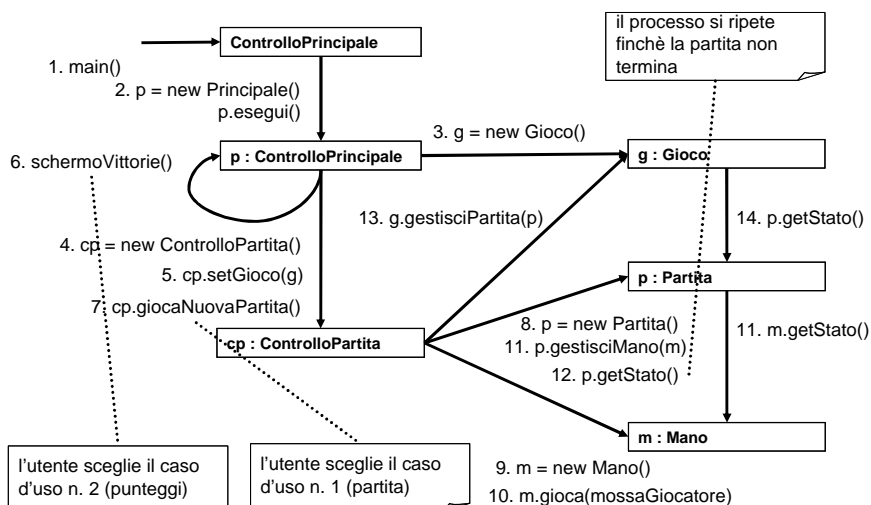 ControlloPrincipale
il processo si ripete
finchè la partita non
termina
1. main()
2. p = new Principale()
p.esegui()
3. g = new Gioco()
6. schermoVittorie()
p : ControlloPrincipale
g : Gioco
13. g.gestisciPartita(p)
14. p.getStato()
4. cp = new ControlloPartita()
5. cp.setGioco(g)
p : Partita
7. cp.giocaNuovaPartita()
8. p = new Partita()
11. m.getStato()
cp : ControlloPartita
11. p.gestisciMano(m)
12. p.getStato()
m : Mano
l'utente sceglie il caso
d'uso n. 2 (punteggi)
l'utente sceglie il caso
d'uso n. 1 (partita)
9. m = new Mano()
10. m.gioca(mossaGiocatore)